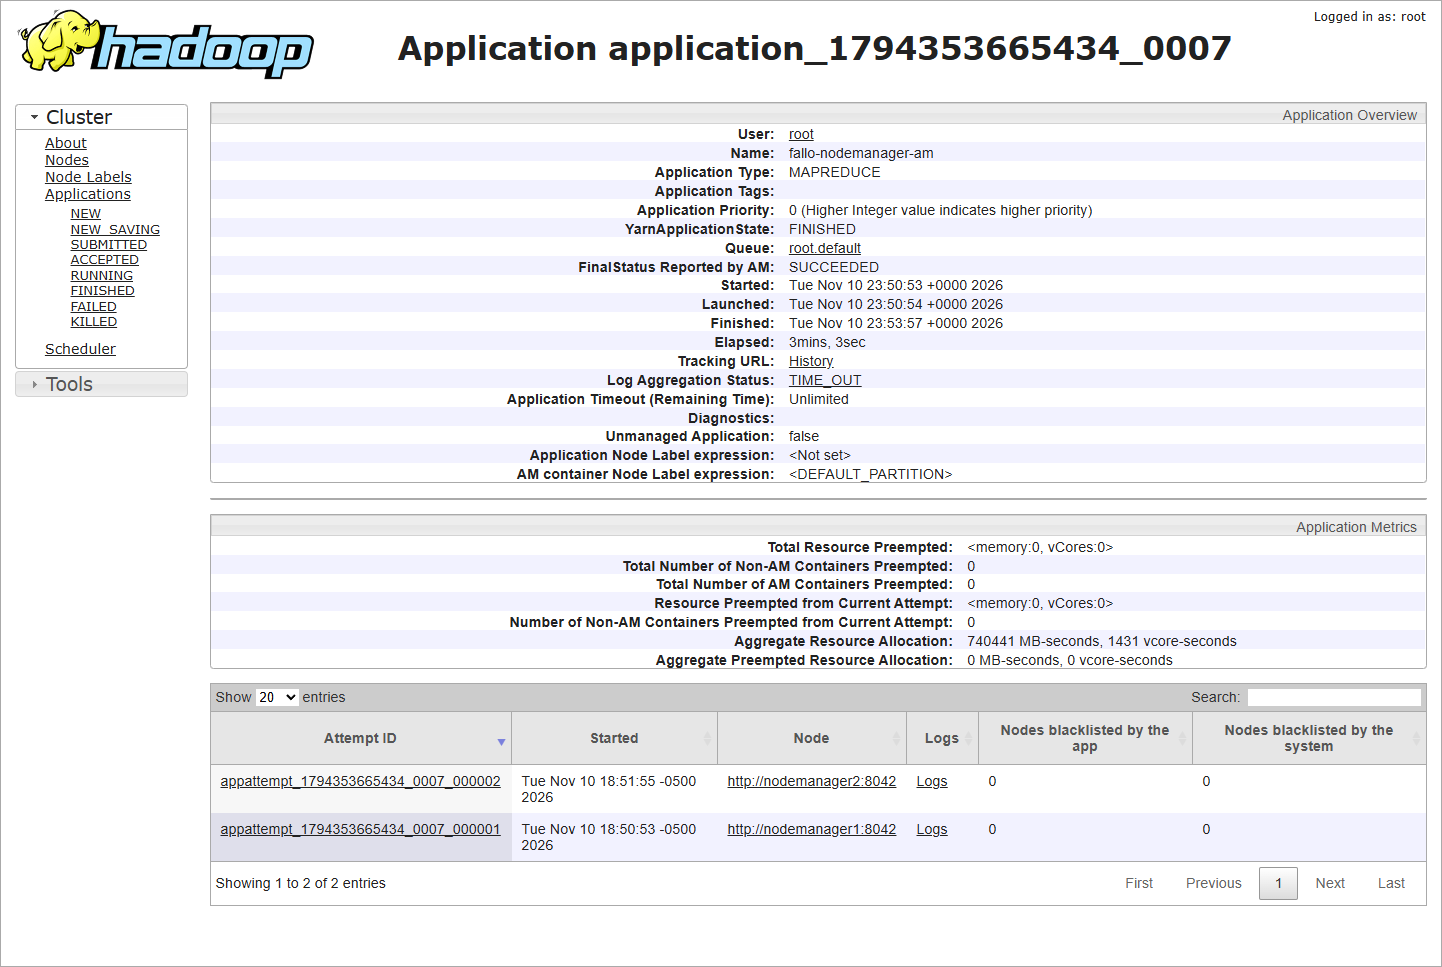 Logged in as: root
hadoop
Application application_1794353665434_0007
Cluster
About
Nodes
Node Labels
Applications
NEW
NEW_SAVING
SUBMITTED
ACCEPTED
RUNNING
FINISHED
FAILED
KILLED
Scheduler
Tools
Application Overview
User: root
Name: fallo-nodemanager-am
Application Type: MAPREDUCE
Application Tags:
Application Priority: 0 (Higher Integer value indicates higher priority)
YarnApplicationState: FINISHED
Queue: root.default
FinalStatus Reported by AM: SUCCEEDED
Started: Tue Nov 10 23:50:53 +0000 2026
Launched: Tue Nov 10 23:50:54 +0000 2026
Finished: Tue Nov 10 23:53:57 +0000 2026
Elapsed: 3mins, 3sec
Tracking URL: History
Log Aggregation Status: TIME_OUT
Application Timeout (Remaining Time): Unlimited
Diagnostics:
Unmanaged Application: false
Application Node Label expression: <Not set>
AM container Node Label expression: <DEFAULT_PARTITION>
Application Metrics
Total Resource Preempted: <memory:0, vCores:0>
Total Number of Non-AM Containers Preempted: 0
Total Number of AM Containers Preempted: 0
Resource Preempted from Current Attempt: <memory:0, vCores:0>
Number of Non-AM Containers Preempted from Current Attempt: 0
Aggregate Resource Allocation: 740441 MB-seconds, 1431 vcore-seconds
Aggregate Preempted Resource Allocation: 0 MB-seconds, 0 vcore-seconds
Show 20 entries Search:
Attempt ID Started Node Logs Nodes blacklisted by the app Nodes blacklisted by the system
appattempt_1794353665434_0007_000002 Tue Nov 10 18:51:55 -0500 2026 http://nodemanager2:8042 Logs 0 0
appattempt_1794353665434_0007_000001 Tue Nov 10 18:50:53 -0500 2026 http://nodemanager1:8042 Logs 0 0
Showing 1 to 2 of 2 entries First Previous 1 Next Last